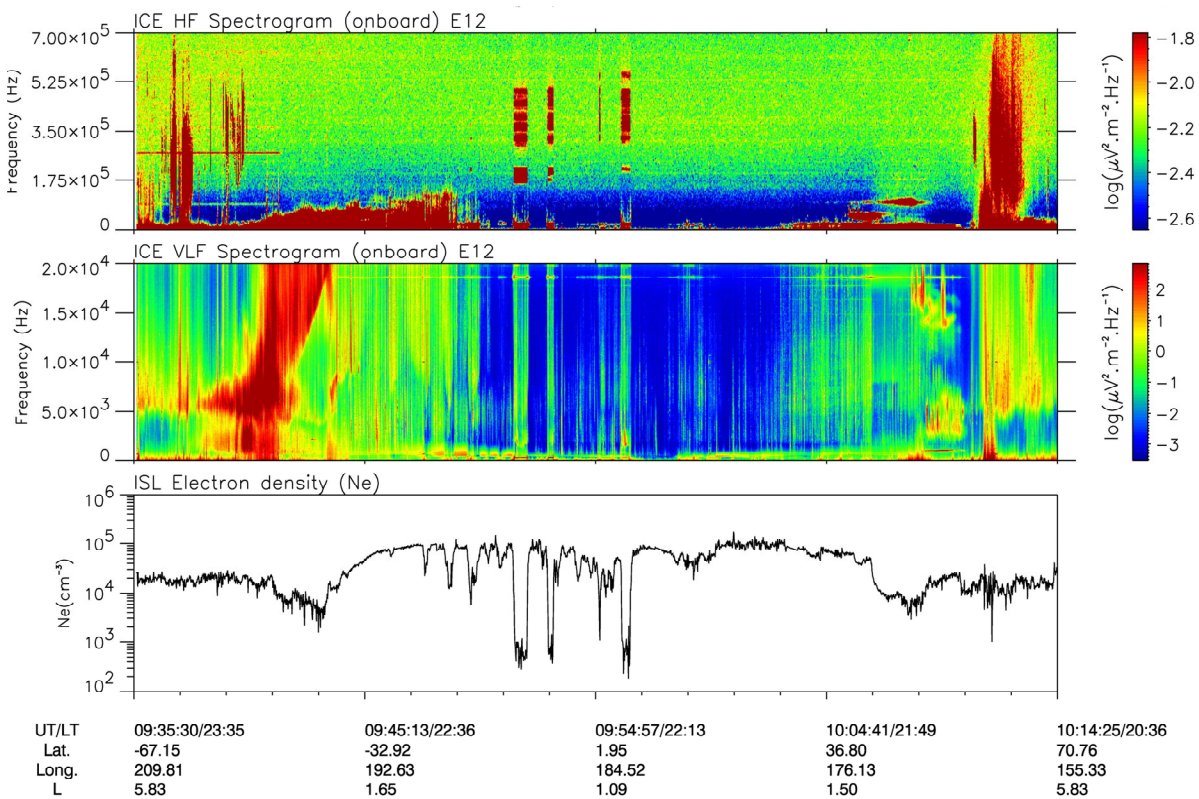 ICE HF Spectrogram (onboard) E12
7.00×10⁵
5.25×10⁵
3.50×10⁵
1.75×10⁵
0
Frequency (Hz)
−1.8
−2.0
−2.2
−2.4
−2.6
log(μV².m⁻².Hz⁻¹)
ICE VLF Spectrogram (onboard) E12
2.0×10⁴
1.5×10⁴
1.0×10⁴
5.0×10³
0
Frequency (Hz)
2
1
0
−1
−2
−3
log(μV².m⁻².Hz⁻¹)
ISL Electron density (Ne)
10⁶
10⁵
10⁴
10³
10²
Ne(cm⁻³)
UT/LT 09:35:30/23:35 09:45:13/22:36 09:54:57/22:13 10:04:41/21:49 10:14:25/20:36
Lat. -67.15 -32.92 1.95 36.80 70.76
Long. 209.81 192.63 184.52 176.13 155.33
L 5.83 1.65 1.09 1.50 5.83